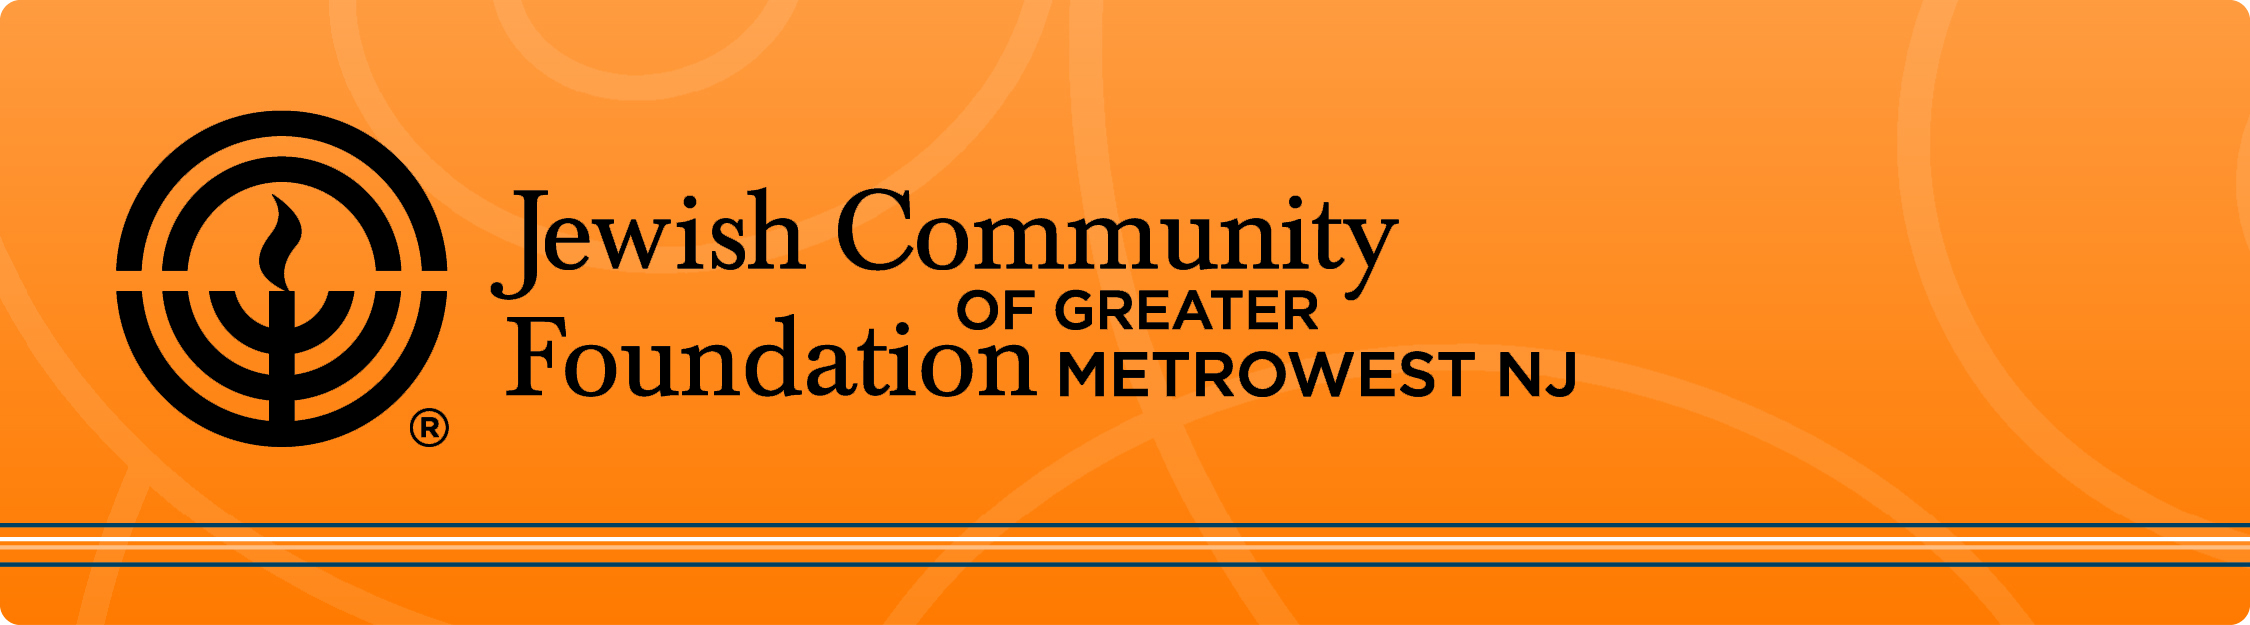 Jewish Community
OF GREATER
Foundation METROWEST NJ
®